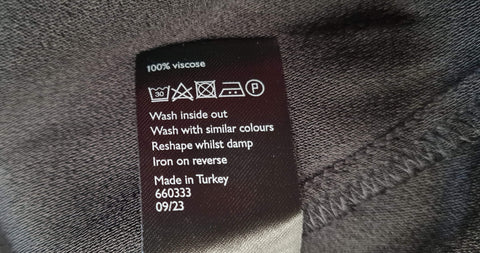 100% viscose
30 P
Wash inside out
Wash with similar colours
Reshape whilst damp
Iron on reverse
Made in Turkey
660333
09/23